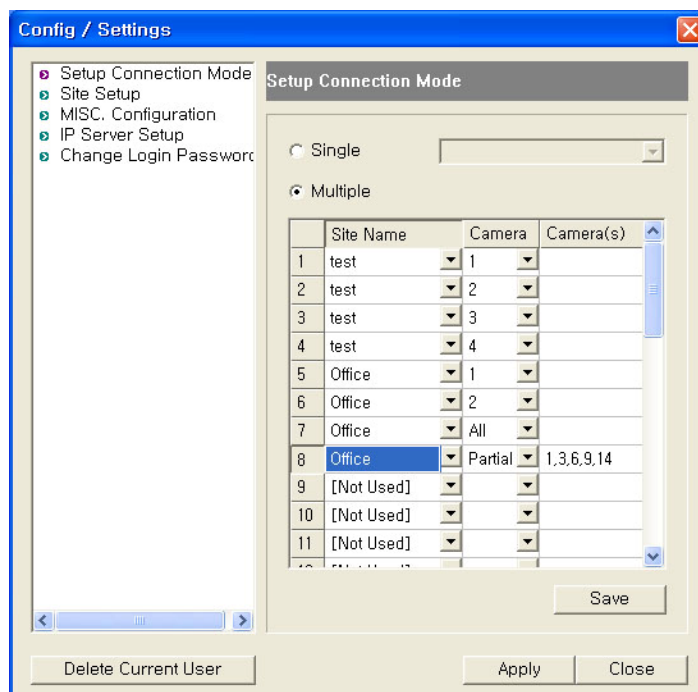 Config / Settings
Setup Connection Mode
Site Setup
MISC. Configuration
IP Server Setup
Change Login Password
Setup Connection Mode
Single
Multiple
Site Name Camera Camera(s)
1 test 1
2 test 2
3 test 3
4 test 4
5 Office 1
6 Office 2
7 Office All
8 Office Partial 1,3,6,9,14
9 [Not Used]
10 [Not Used]
11 [Not Used]
Save
Delete Current User Apply Close